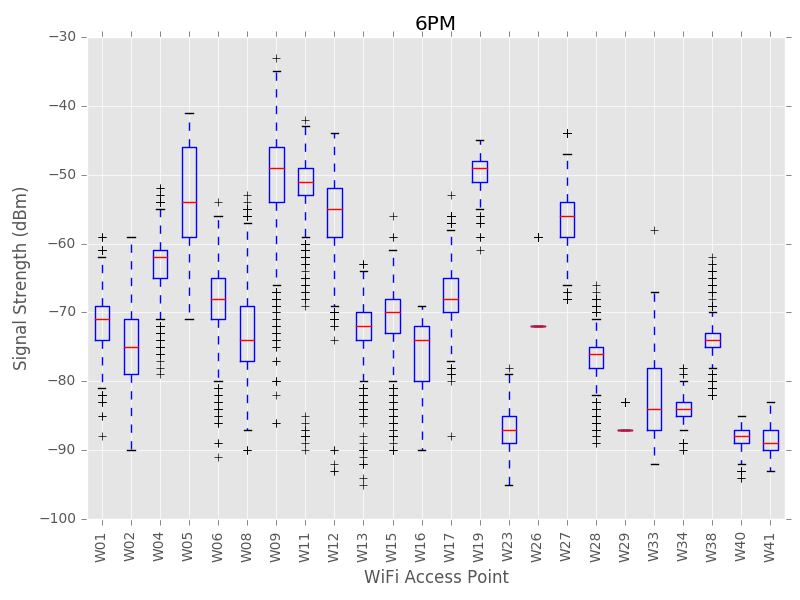 6PM
−30
−40
−50
−60
−70
−80
−90
−100
Signal Strength (dBm)
W01 W02 W04 W05 W06 W08 W09 W11 W12 W13 W15 W16 W17 W19 W23 W26 W27 W28 W29 W33 W34 W38 W40 W41
WiFi Access Point